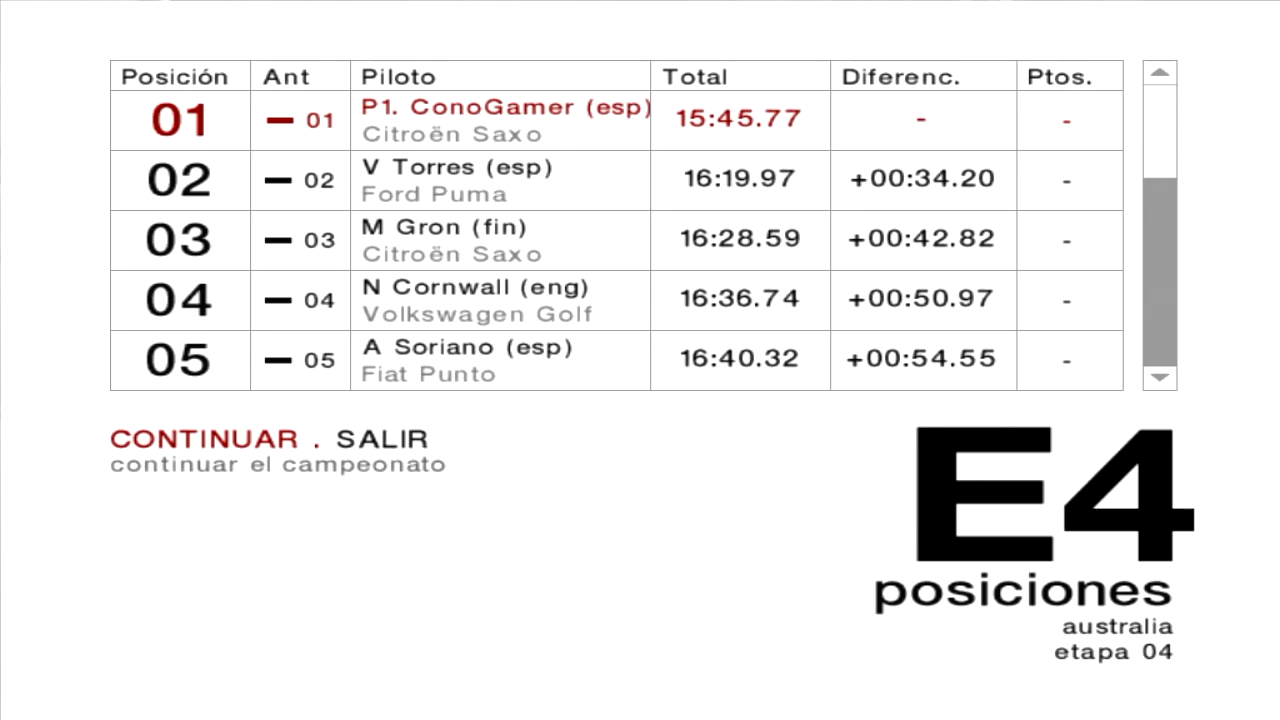 Posición Ant Piloto Total Diferenc. Ptos.
01 — 01 P1. ConoGamer (esp) 15:45.77 - -
Citroën Saxo
02 — 02 V Torres (esp) 16:19.97 +00:34.20 -
Ford Puma
03 — 03 M Gron (fin) 16:28.59 +00:42.82 -
Citroën Saxo
04 — 04 N Cornwall (eng) 16:36.74 +00:50.97 -
Volkswagen Golf
05 — 05 A Soriano (esp) 16:40.32 +00:54.55 -
Fiat Punto
CONTINUAR . SALIR
continuar el campeonato
E4
posiciones
australia
etapa 04